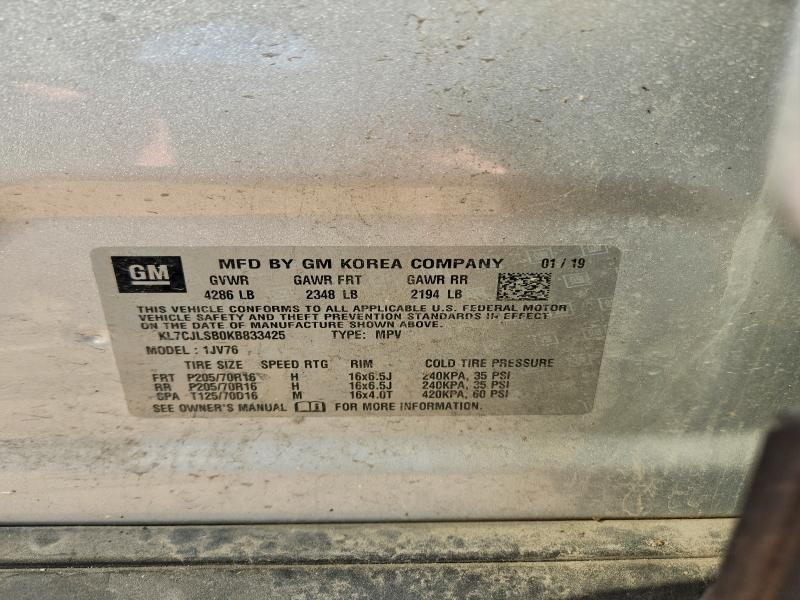 GM MFD BY GM KOREA COMPANY 01 / 19
GVWR GAWR FRT GAWR RR
4286 LB 2348 LB 2194 LB
THIS VEHICLE CONFORMS TO ALL APPLICABLE U.S. FEDERAL MOTOR
VEHICLE SAFETY AND THEFT PREVENTION STANDARDS IN EFFECT ON
THE DATE OF MANUFACTURE SHOWN ABOVE.
KL7CJLSB0KB833425 TYPE: MPV
MODEL : 1JV76
TIRE SIZE SPEED RTG RIM COLD TIRE PRESSURE
FRT P205/70R16 H 16x6.5J 240KPA, 35 PSI
RR P205/70R16 H 16x6.5J 240KPA, 35 PSI
SPA T125/70D16 M 16x4.0T 420KPA, 60 PSI
SEE OWNER'S MANUAL FOR MORE INFORMATION.